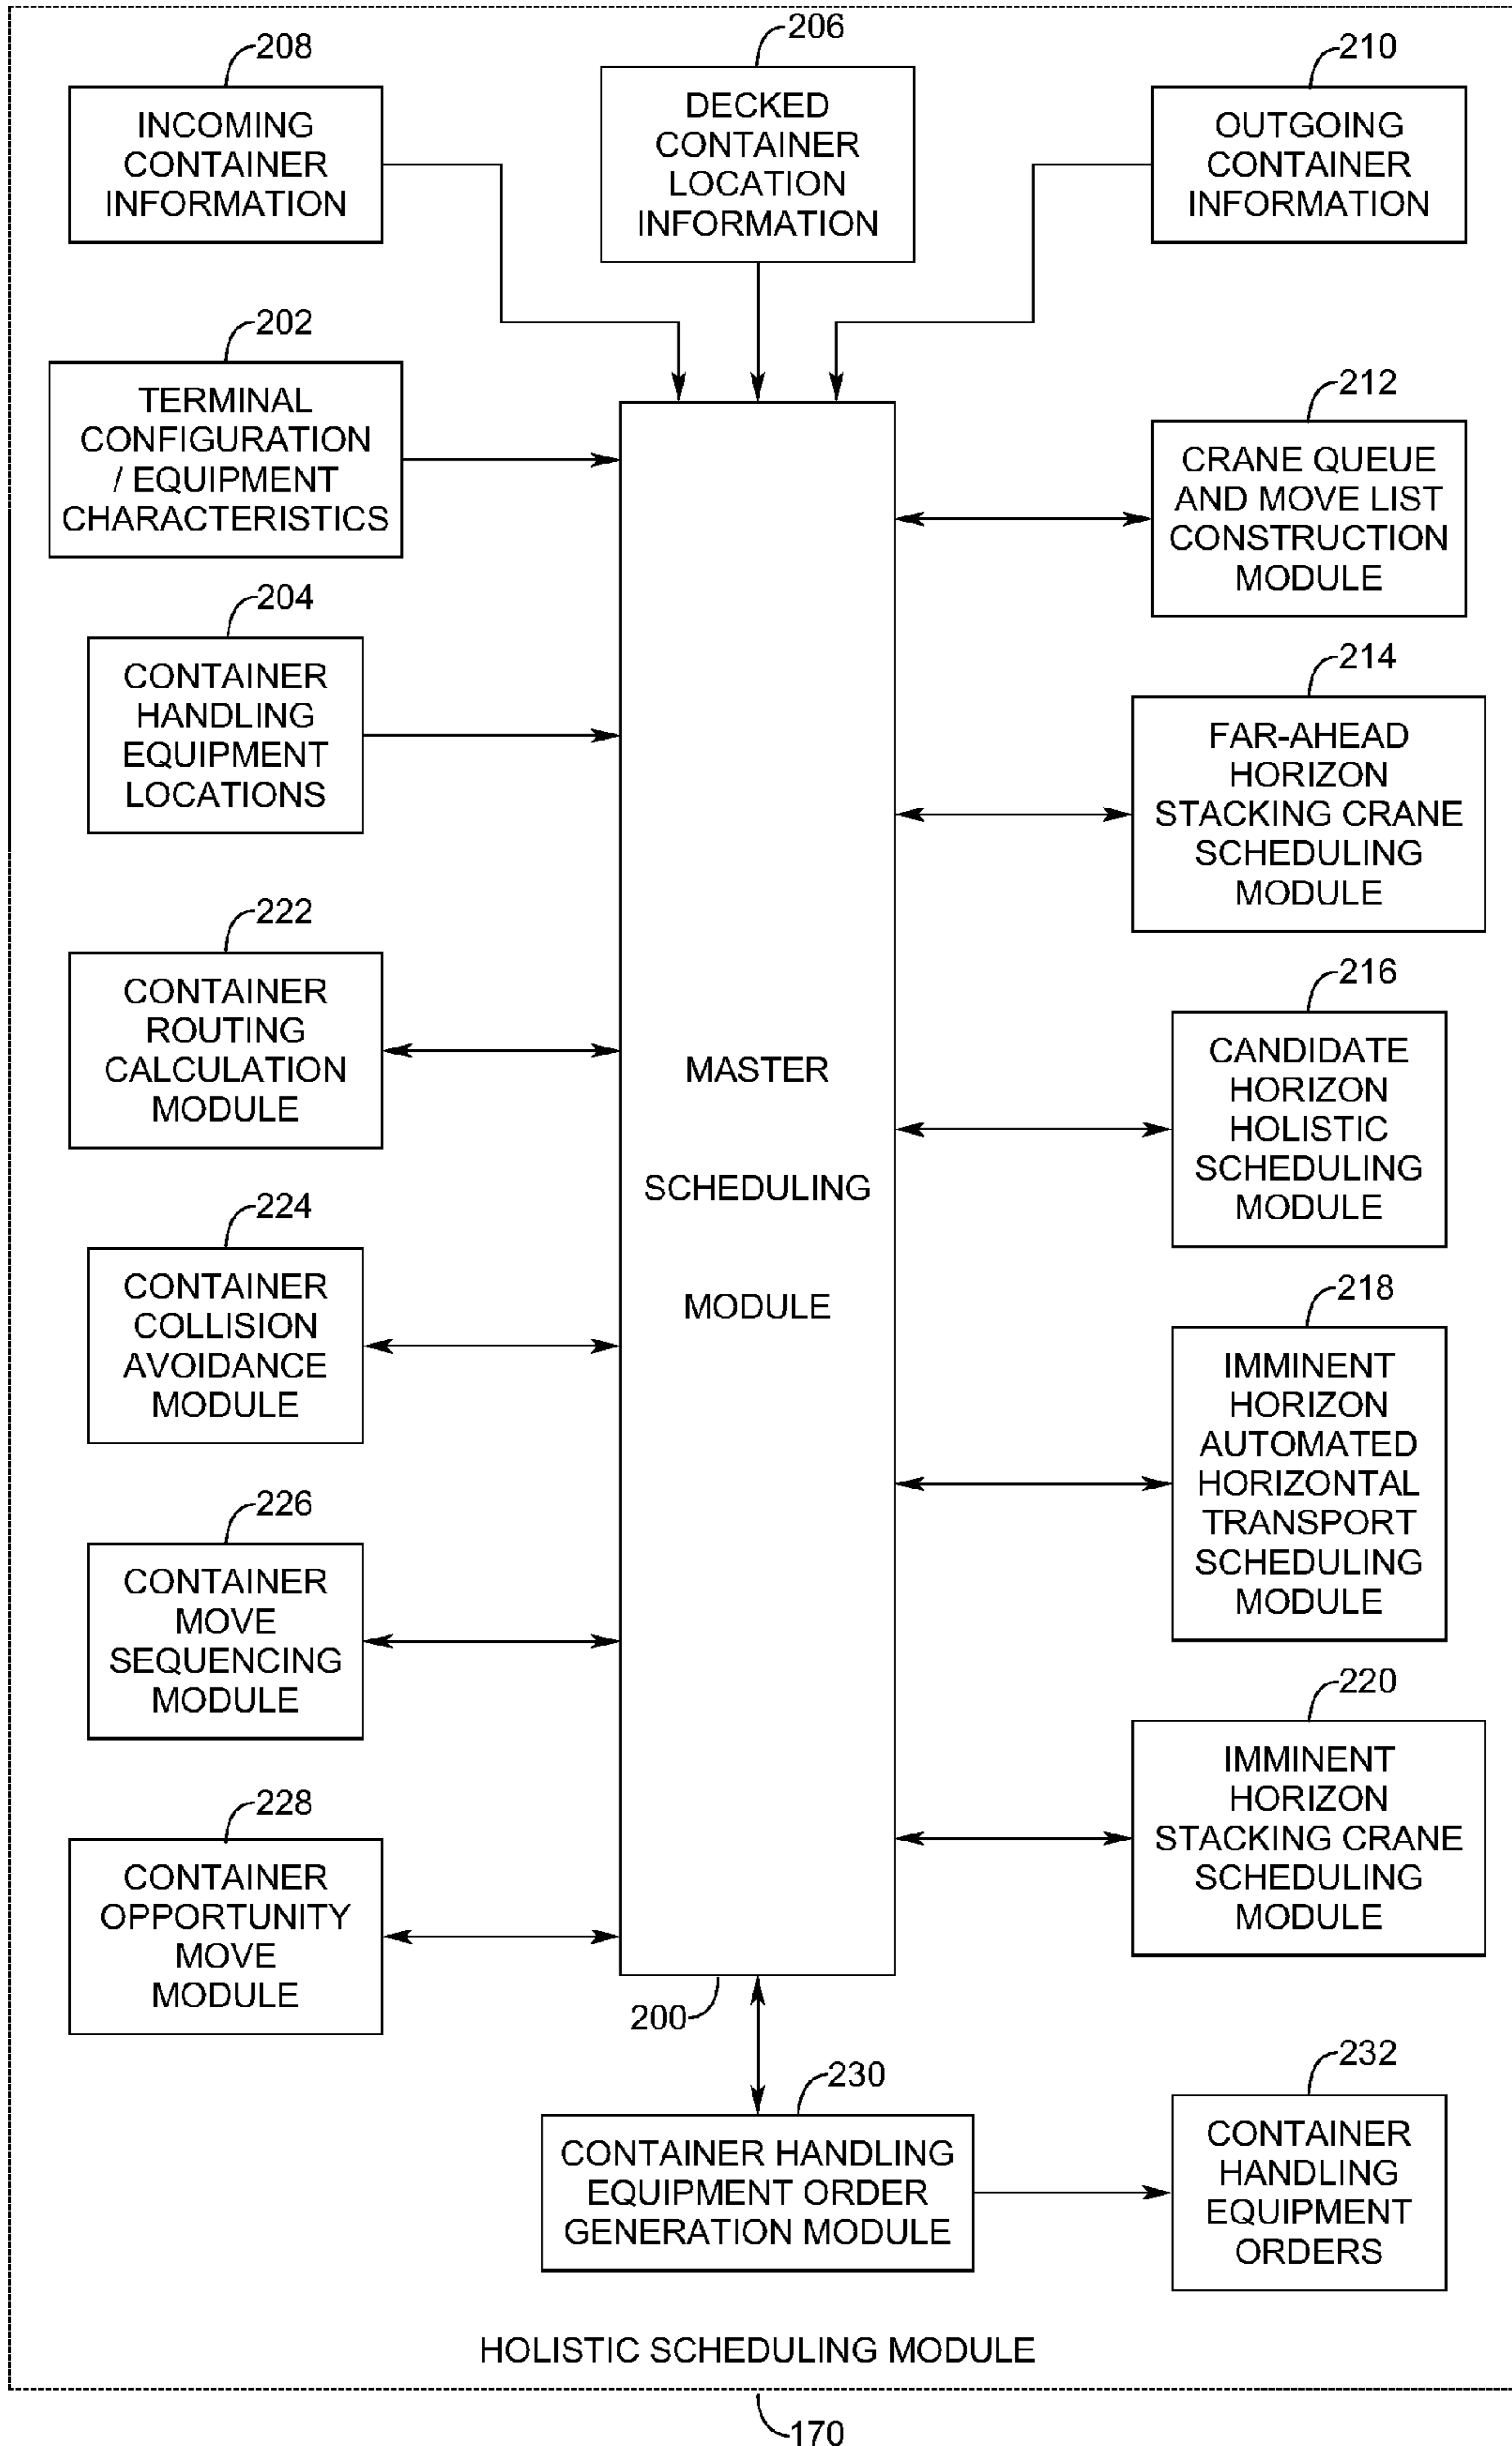 208
INCOMING
CONTAINER
INFORMATION
206
DECKED
CONTAINER
LOCATION
INFORMATION
210
OUTGOING
CONTAINER
INFORMATION
202
TERMINAL
CONFIGURATION
/ EQUIPMENT
CHARACTERISTICS
204
CONTAINER
HANDLING
EQUIPMENT
LOCATIONS
222
CONTAINER
ROUTING
CALCULATION
MODULE
224
CONTAINER
COLLISION
AVOIDANCE
MODULE
226
CONTAINER
MOVE
SEQUENCING
MODULE
228
CONTAINER
OPPORTUNITY
MOVE
MODULE
MASTER
SCHEDULING
MODULE
200
212
CRANE QUEUE
AND MOVE LIST
CONSTRUCTION
MODULE
214
FAR-AHEAD
HORIZON
STACKING CRANE
SCHEDULING
MODULE
216
CANDIDATE
HORIZON
HOLISTIC
SCHEDULING
MODULE
218
IMMINENT
HORIZON
AUTOMATED
HORIZONTAL
TRANSPORT
SCHEDULING
MODULE
220
IMMINENT
HORIZON
STACKING CRANE
SCHEDULING
MODULE
230
CONTAINER HANDLING
EQUIPMENT ORDER
GENERATION MODULE
232
CONTAINER
HANDLING
EQUIPMENT
ORDERS
HOLISTIC SCHEDULING MODULE
170